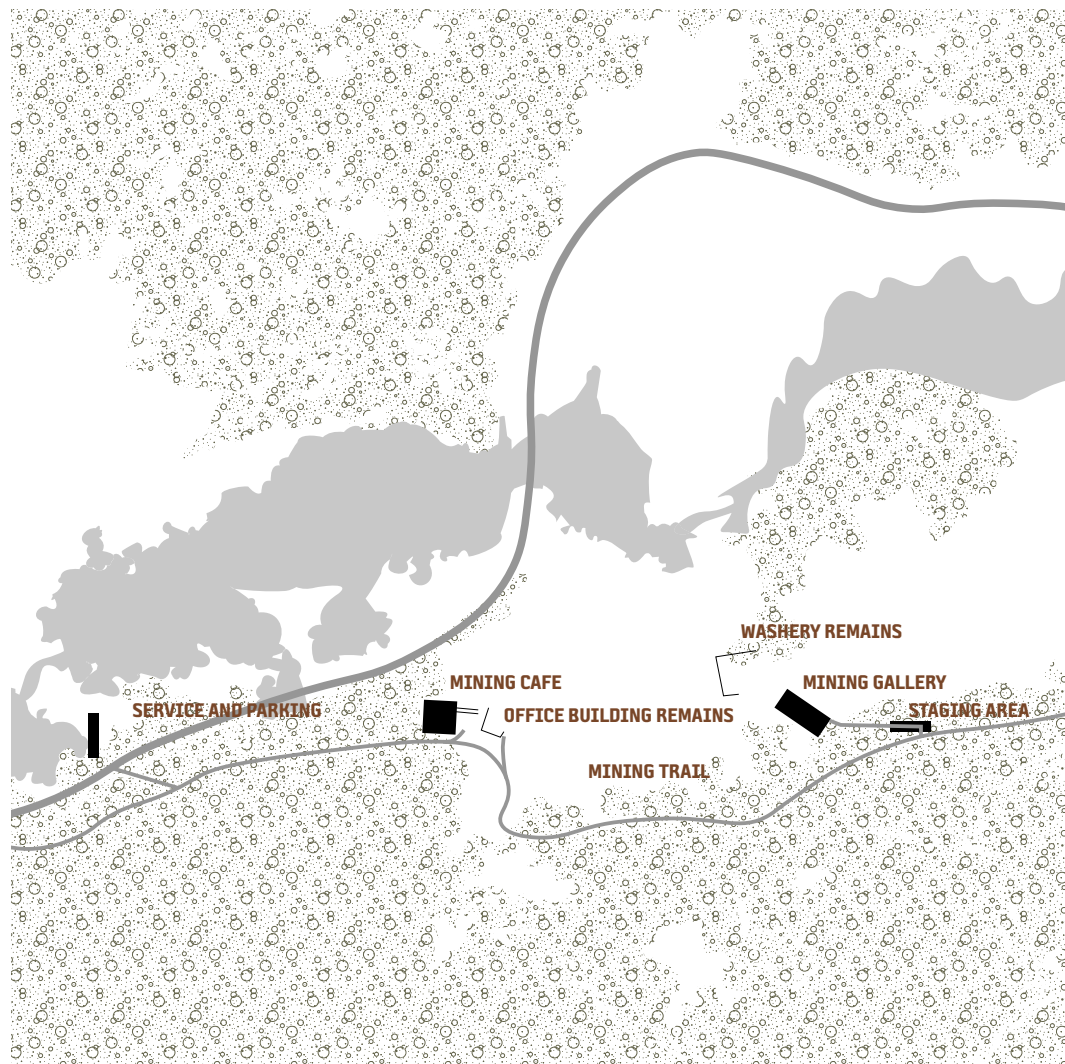 WASHERY REMAINS
MINING CAFE
MINING GALLERY
SERVICE AND PARKING
OFFICE BUILDING REMAINS
STAGING AREA
MINING TRAIL